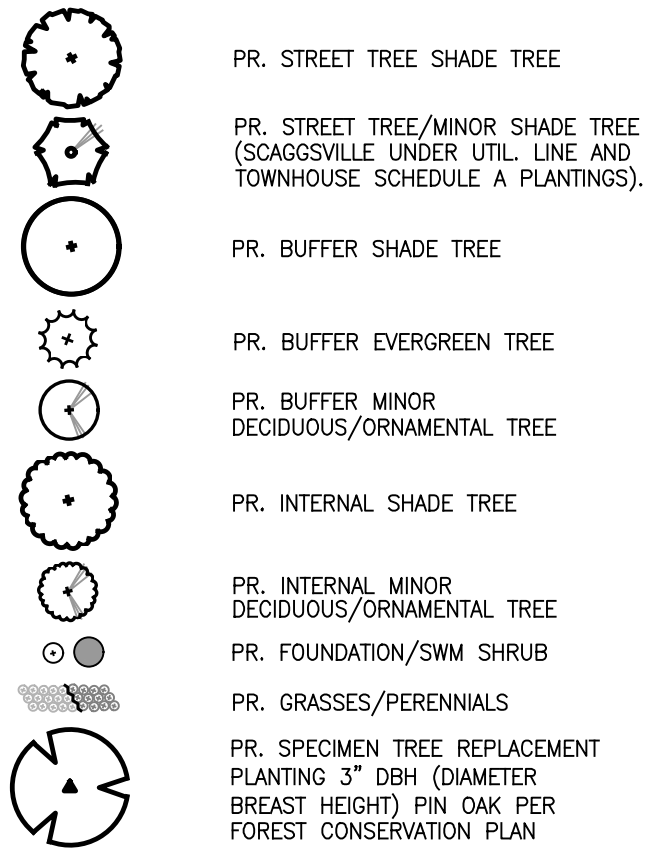 PR. STREET TREE SHADE TREE
PR. STREET TREE/MINOR SHADE TREE
(SCAGGSVILLE UNDER UTIL. LINE AND
TOWNHOUSE SCHEDULE A PLANTINGS).
PR. BUFFER SHADE TREE
PR. BUFFER EVERGREEN TREE
PR. BUFFER MINOR
DECIDUOUS/ORNAMENTAL TREE
PR. INTERNAL SHADE TREE
PR. INTERNAL MINOR
DECIDUOUS/ORNAMENTAL TREE
PR. FOUNDATION/SWM SHRUB
PR. GRASSES/PERENNIALS
PR. SPECIMEN TREE REPLACEMENT
PLANTING 3" DBH (DIAMETER
BREAST HEIGHT) PIN OAK PER
FOREST CONSERVATION PLAN